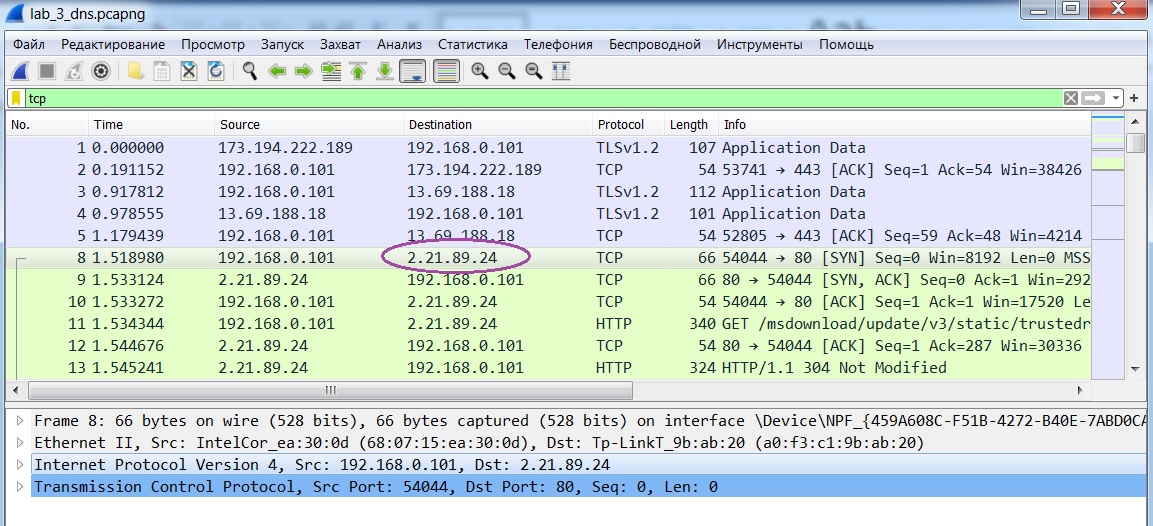 lab_3_dns.pcapng
Файл Редактирование Просмотр Запуск Захват Анализ Статистика Телефония Беспроводной Инструменты Помощь
tcp
No. Time Source Destination Protocol Length Info
1 0.000000 173.194.222.189 192.168.0.101 TLSv1.2 107 Application Data
2 0.191152 192.168.0.101 173.194.222.189 TCP 54 53741 → 443 [ACK] Seq=1 Ack=54 Win=38426
3 0.917812 192.168.0.101 13.69.188.18 TLSv1.2 112 Application Data
4 0.978555 13.69.188.18 192.168.0.101 TLSv1.2 101 Application Data
5 1.179439 192.168.0.101 13.69.188.18 TCP 54 52805 → 443 [ACK] Seq=59 Ack=48 Win=4214
8 1.518980 192.168.0.101 2.21.89.24 TCP 66 54044 → 80 [SYN] Seq=0 Win=8192 Len=0 MSS
9 1.533124 2.21.89.24 192.168.0.101 TCP 66 80 → 54044 [SYN, ACK] Seq=0 Ack=1 Win=292
10 1.533272 192.168.0.101 2.21.89.24 TCP 54 54044 → 80 [ACK] Seq=1 Ack=1 Win=17520 Le
11 1.534344 192.168.0.101 2.21.89.24 HTTP 340 GET /msdownload/update/v3/static/trustedr
12 1.544676 2.21.89.24 192.168.0.101 TCP 54 80 → 54044 [ACK] Seq=1 Ack=287 Win=30336
13 1.545241 2.21.89.24 192.168.0.101 HTTP 324 HTTP/1.1 304 Not Modified
Frame 8: 66 bytes on wire (528 bits), 66 bytes captured (528 bits) on interface \Device\NPF_{459A608C-F51B-4272-B40E-7ABD0CA
Ethernet II, Src: IntelCor_ea:30:0d (68:07:15:ea:30:0d), Dst: Tp-LinkT_9b:ab:20 (a0:f3:c1:9b:ab:20)
Internet Protocol Version 4, Src: 192.168.0.101, Dst: 2.21.89.24
Transmission Control Protocol, Src Port: 54044, Dst Port: 80, Seq: 0, Len: 0